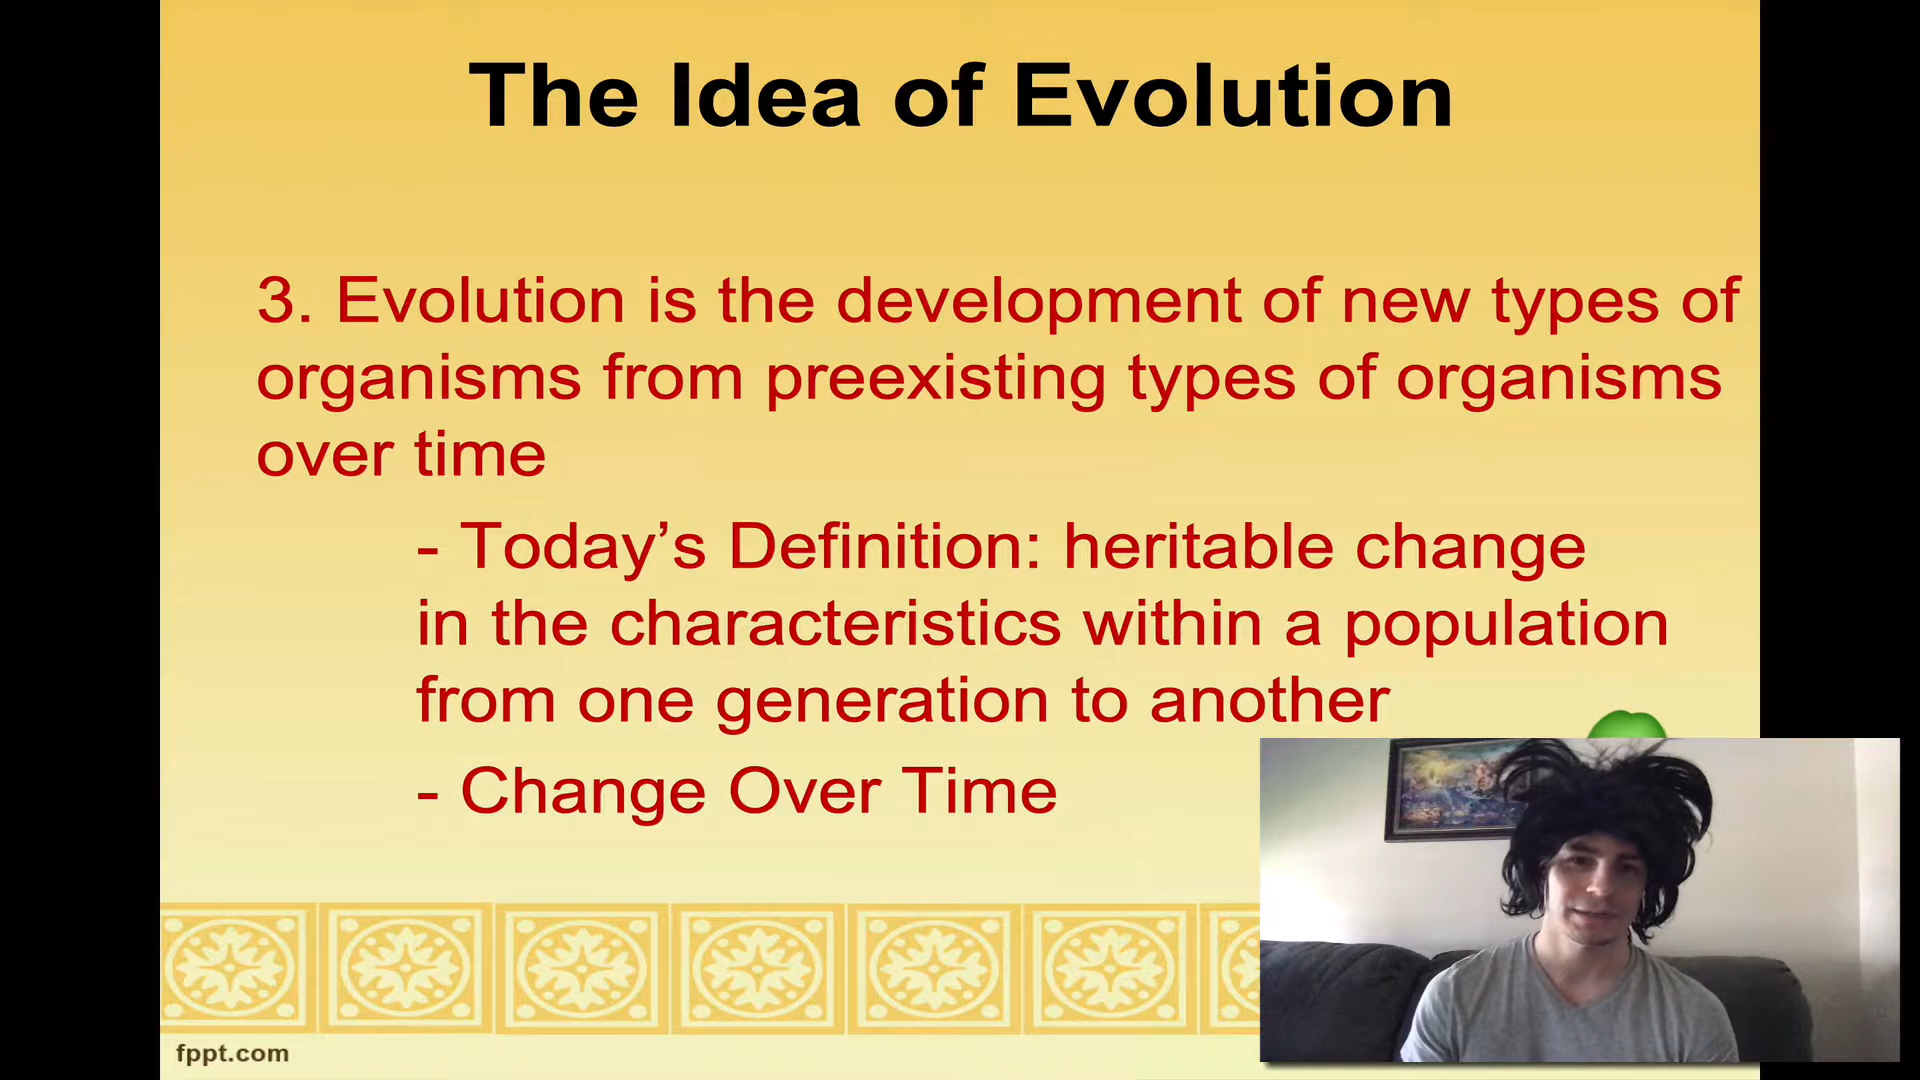 The Idea of Evolution
3. Evolution is the development of new types of
organisms from preexisting types of organisms
over time
- Today’s Definition: heritable change
in the characteristics within a population
from one generation to another
- Change Over Time
fppt.com